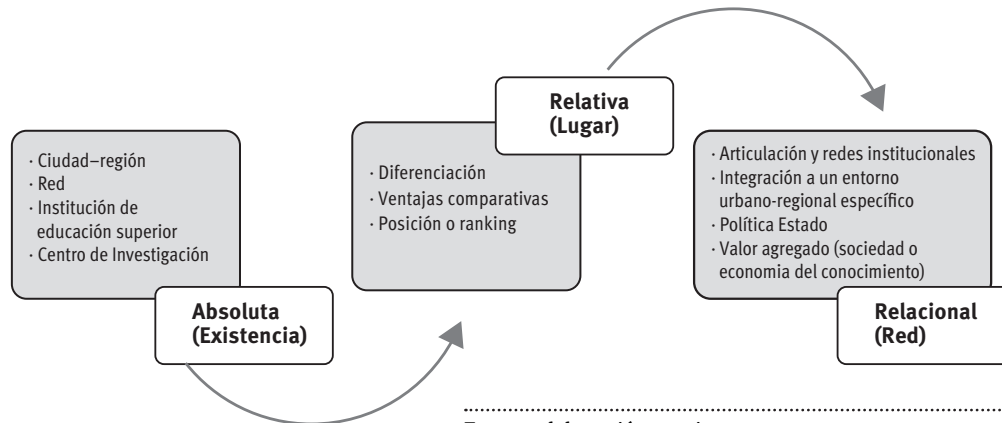 · Ciudad–región
· Red
· Institución de
educación superior
· Centro de Investigación
Absoluta
(Existencia)
Relativa
(Lugar)
· Diferenciación
· Ventajas comparativas
· Posición o ranking
· Articulación y redes institucionales
· Integración a un entorno
urbano-regional específico
· Política Estado
· Valor agregado (sociedad o
economia del conocimiento)
Relacional
(Red)